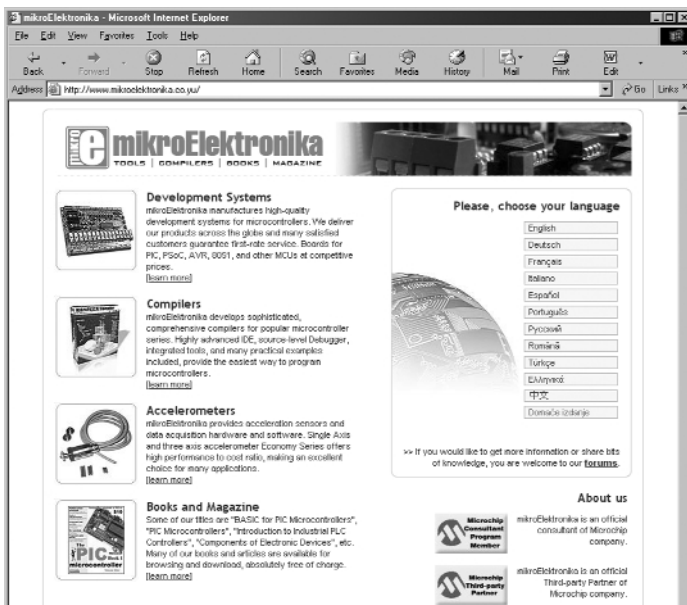 mikroElektronika - Microsoft Internet Explorer
File Edit View Favorites Tools Help
Back Forward Stop Refresh Home Search Favorites Media History Mail Print Edit
Address http://www.mikroelektronika.co.yu/ Go Links
mikro e mikroElektronika
TOOLS | COMPILERS | BOOKS | MAGAZINE
Development Systems
mikroElektronika manufactures high-quality
development systems for microcontrollers. We deliver
our products across the globe and many satisfied
customers guarantee first-rate service. Boards for
PIC, PSoC, AVR, 8051, and other MCUs at competitive
prices.
[learn more]
Compilers
mikroElektronika develops sophisticated,
comprehensive compilers for popular microcontroller
series. Highly advanced IDE, source-level Debugger,
integrated tools, and many practical examples
included, provide the easiest way to program
microcontrollers.
[learn more]
Accelerometers
mikroElektronika provides acceleration sensors and
data acquisition hardware and software. Single Axis
and three axis accelerometer Economy Series offers
high performance to cost ratio, making an excellent
choice for many applications.
[learn more]
The
PIC
microcontroller
Books and Magazine
Some of our titles are "BASIC for PIC Microcontrollers",
"PIC Microcontrollers", "Introduction to Industrial PLC
Controllers", "Components of Electronic Devices", etc.
Many of our books and articles are available for
browsing and download, absolutely free of charge.
[learn more]
Please, choose your language
English
Deutsch
Français
Italiano
Español
Português
Русский
Română
Türkçe
Ελληνικά
中文
Domaće izdanje
>> If you would like to get more information or share bits
of knowledge, you are welcome to our forums.
About us
Microchip
Consultant
Program
Member
mikroElektronika is an official
consultant of Microchip
company.
Microchip
Third-party
Partner
mikroElektronika is an official
Third-party Partner of
Microchip company.